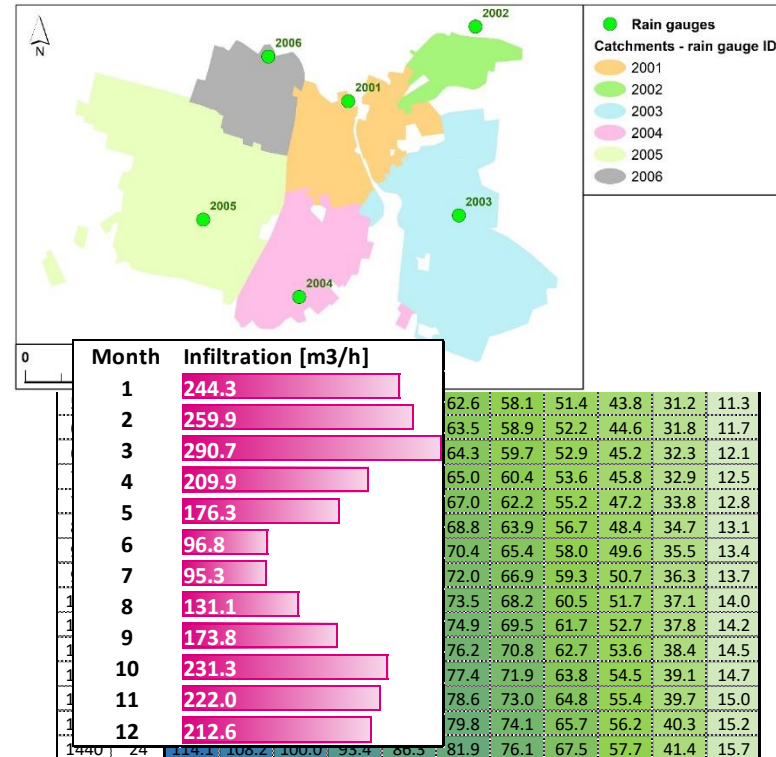 2002
2006
2001
2005
2003
2004
N
Rain gauges
Catchments - rain gauge ID
2001
2002
2003
2004
2005
2006
0
Month Infiltration [m3/h]
1 244.3
2 259.9
3 290.7
4 209.9
5 176.3
6 96.8
7 95.3
8 131.1
9 173.8
10 231.3
11 222.0
12 212.6
62.6 58.1 51.4 43.8 31.2 11.3
63.5 58.9 52.2 44.6 31.8 11.7
64.3 59.7 52.9 45.2 32.3 12.1
65.0 60.4 53.6 45.8 32.9 12.5
67.0 62.2 55.2 47.2 33.8 12.8
68.8 63.9 56.7 48.4 34.7 13.1
70.4 65.4 58.0 49.6 35.5 13.4
72.0 66.9 59.3 50.7 36.3 13.7
73.5 68.2 60.5 51.7 37.1 14.0
74.9 69.5 61.7 52.7 37.8 14.2
76.2 70.8 62.7 53.6 38.4 14.5
77.4 71.9 63.8 54.5 39.1 14.7
78.6 73.0 64.8 55.4 39.7 15.0
79.8 74.1 65.7 56.2 40.3 15.2
1440 24 114.1 108.2 100.0 93.4 86.3 81.9 76.1 67.5 57.7 41.4 15.7